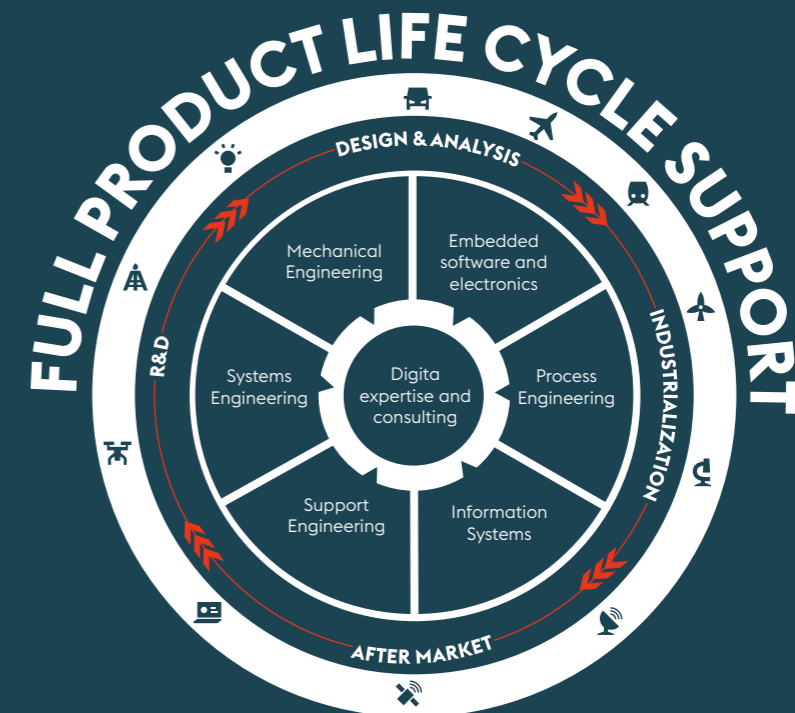 FULL PRODUCT LIFE CYCLE SUPPORT
DESIGN & ANALYSIS
INDUSTRIALIZATION
AFTER MARKET
R&D
Mechanical
Engineering
Embedded
software and
electronics
Systems
Engineering
Digita
expertise and
consulting
Process
Engineering
Support
Engineering
Information
Systems